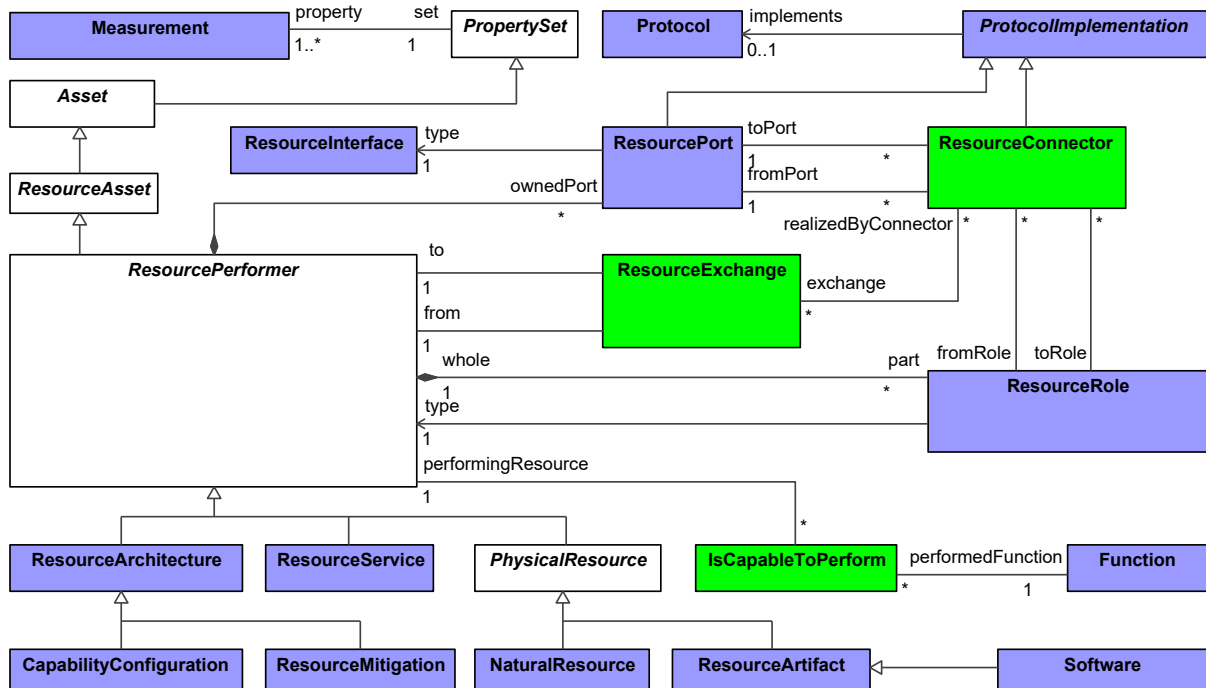 Measurement
property
1..*
set
1
PropertySet
Protocol
implements
0..1
ProtocolImplementation
Asset
ResourceInterface
type
1
ResourcePort
toPort
1
*
fromPort
1
*
ResourceConnector
ResourceAsset
ownedPort
*
realizedByConnector
*
*
*
ResourcePerformer
to
1
from
1
ResourceExchange
exchange
*
whole
1
part
*
fromRole
toRole
ResourceRole
type
1
performingResource
1
*
ResourceArchitecture
ResourceService
PhysicalResource
IsCapableToPerform
performedFunction
*
1
Function
CapabilityConfiguration
ResourceMitigation
NaturalResource
ResourceArtifact
Software